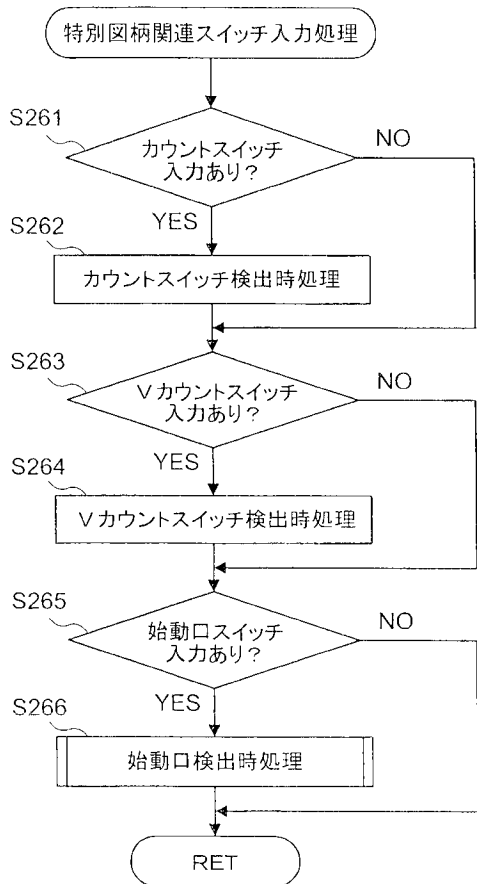 特別図柄関連スイッチ入力処理
S261
カウントスイッチ
入力あり?
NO
YES
S262
カウントスイッチ検出時処理
S263
Vカウントスイッチ
入力あり?
NO
YES
S264
Vカウントスイッチ検出時処理
S265
始動口スイッチ
入力あり?
NO
YES
S266
始動口検出時処理
RET